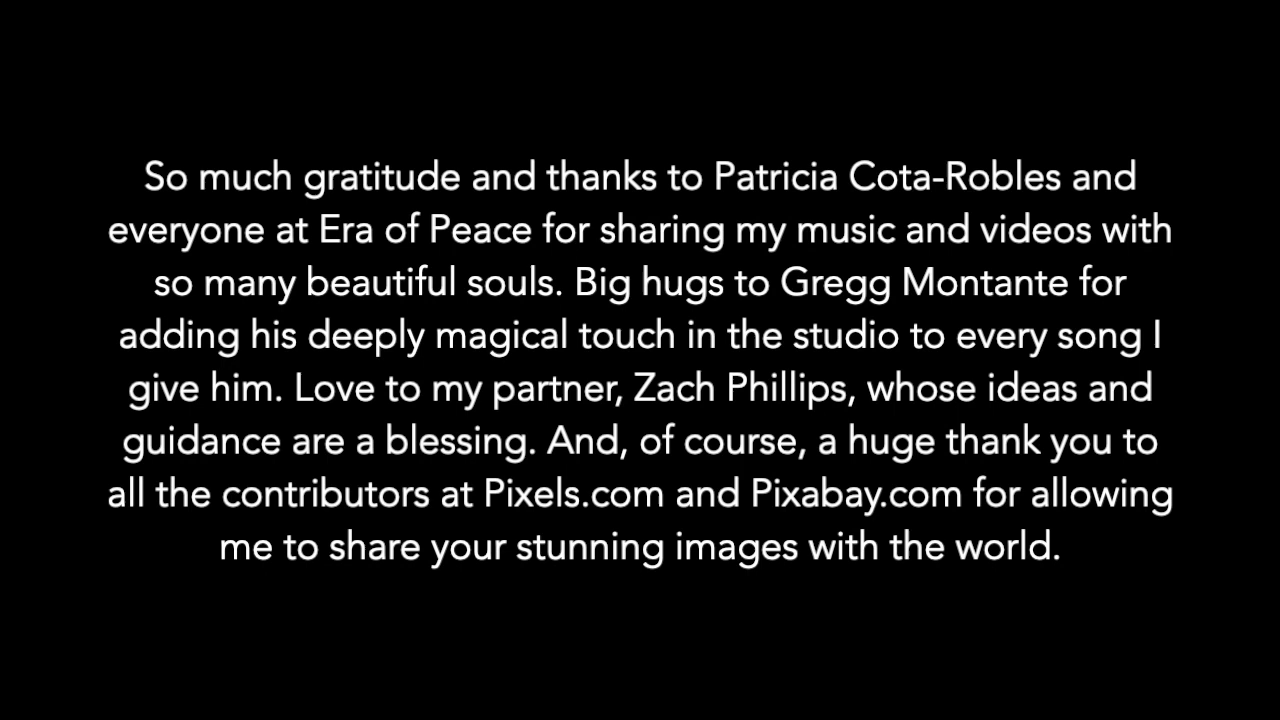 So much gratitude and thanks to Patricia Cota-Robles and
everyone at Era of Peace for sharing my music and videos with
so many beautiful souls. Big hugs to Gregg Montante for
adding his deeply magical touch in the studio to every song I
give him. Love to my partner, Zach Phillips, whose ideas and
guidance are a blessing. And, of course, a huge thank you to
all the contributors at Pixels.com and Pixabay.com for allowing
me to share your stunning images with the world.